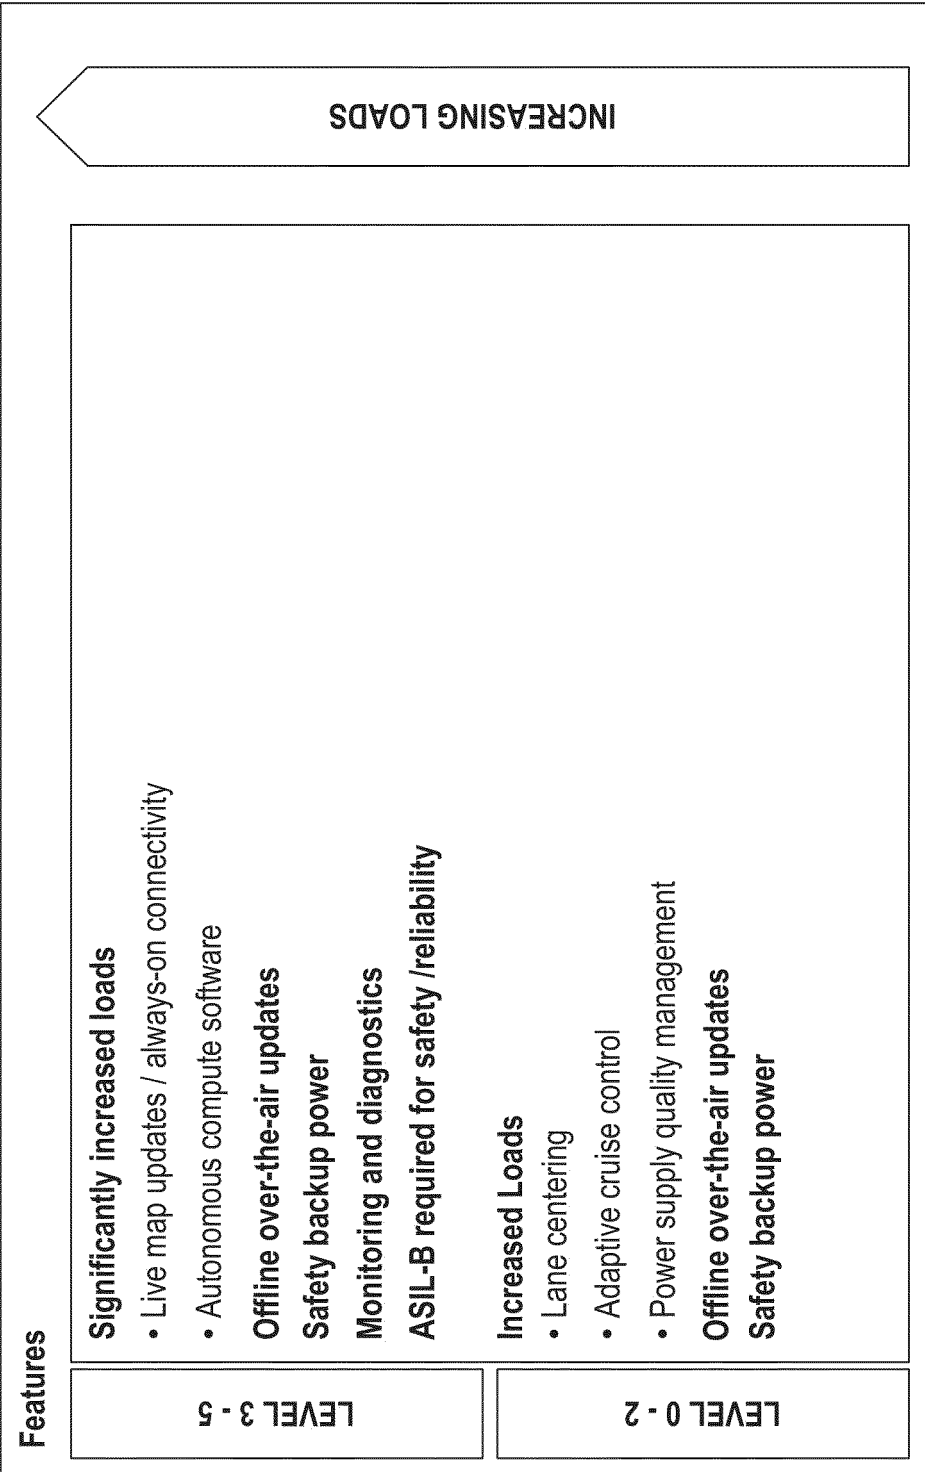 Features
LEVEL 3 - 5
Significantly increased loads
• Live map updates / always-on connectivity
• Autonomous compute software
Offline over-the-air updates
Safety backup power
Monitoring and diagnostics
ASIL-B required for safety /reliability
LEVEL 0 - 2
Increased Loads
• Lane centering
• Adaptive cruise control
• Power supply quality management
Offline over-the-air updates
Safety backup power
INCREASING LOADS